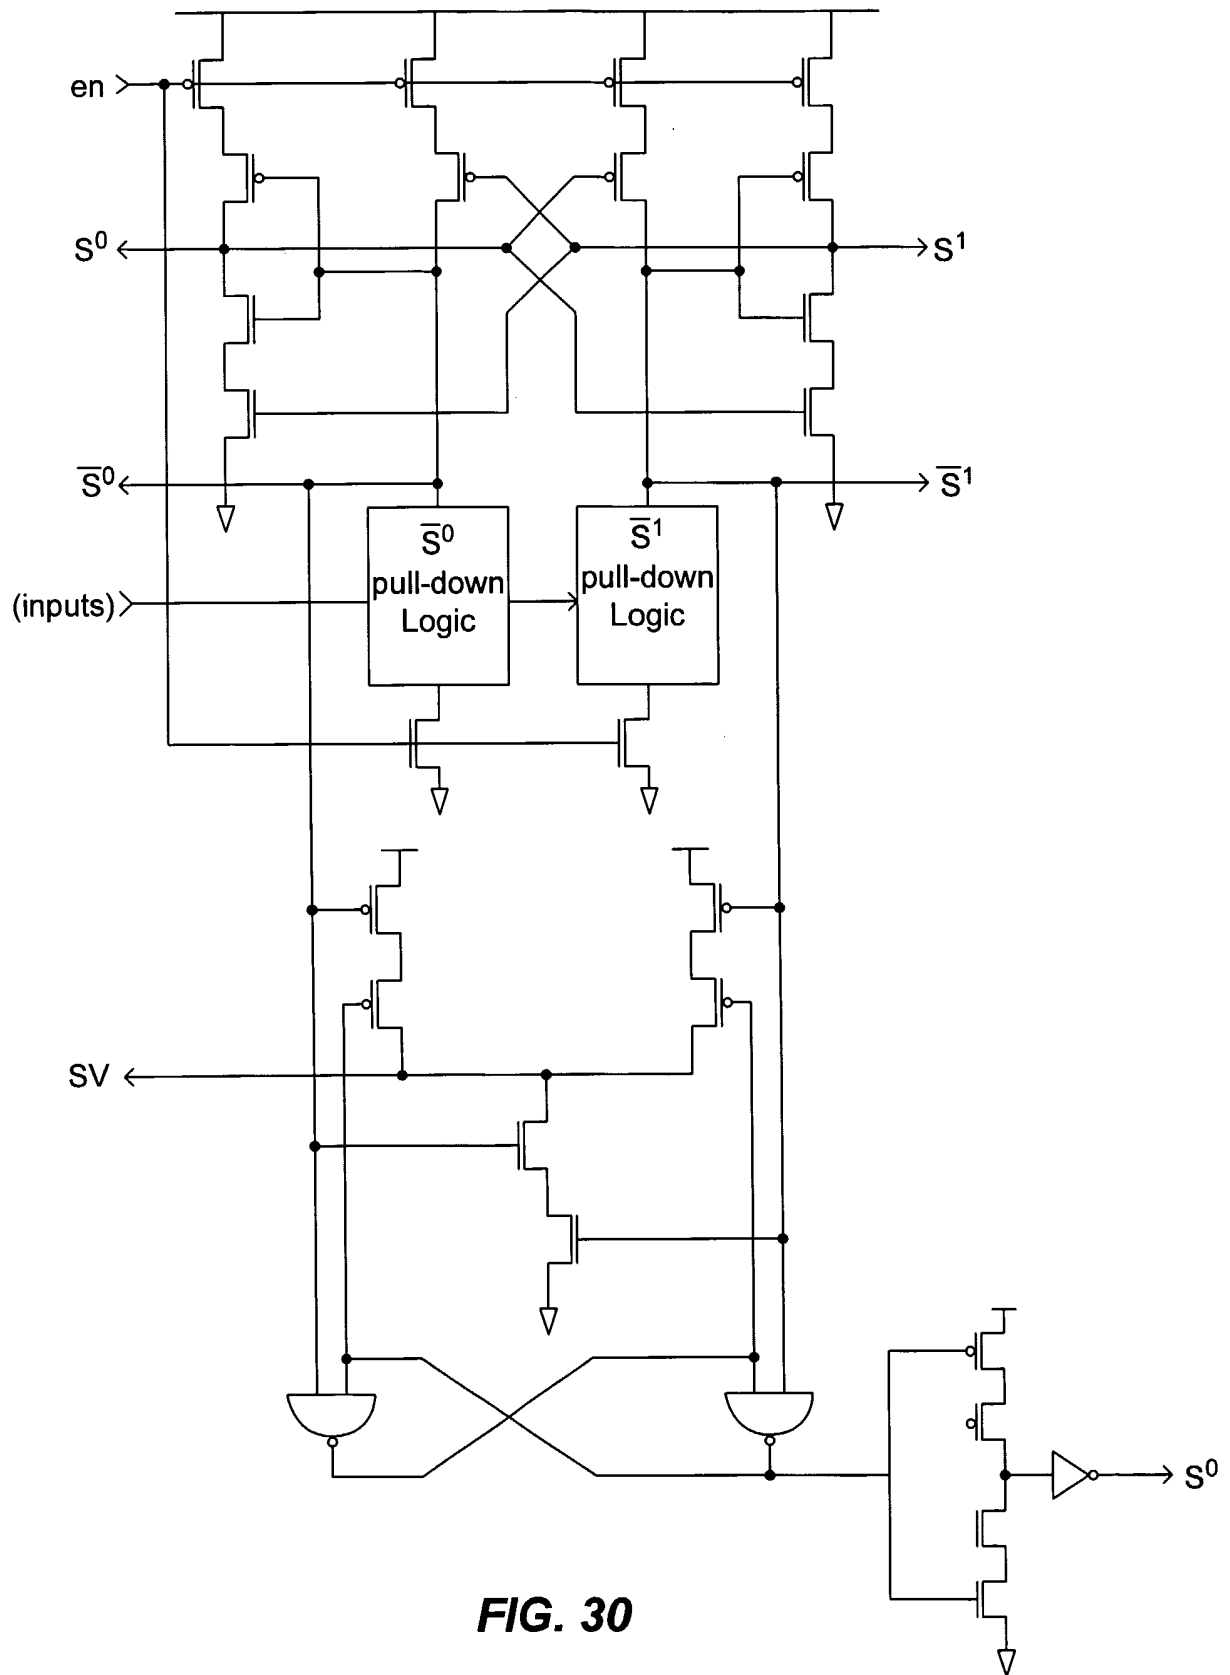 en
S⁰ S¹
S̅⁰ S̅¹
S̅⁰
pull-down
Logic
S̅¹
pull-down
Logic
(inputs)
SV
S⁰
FIG. 30